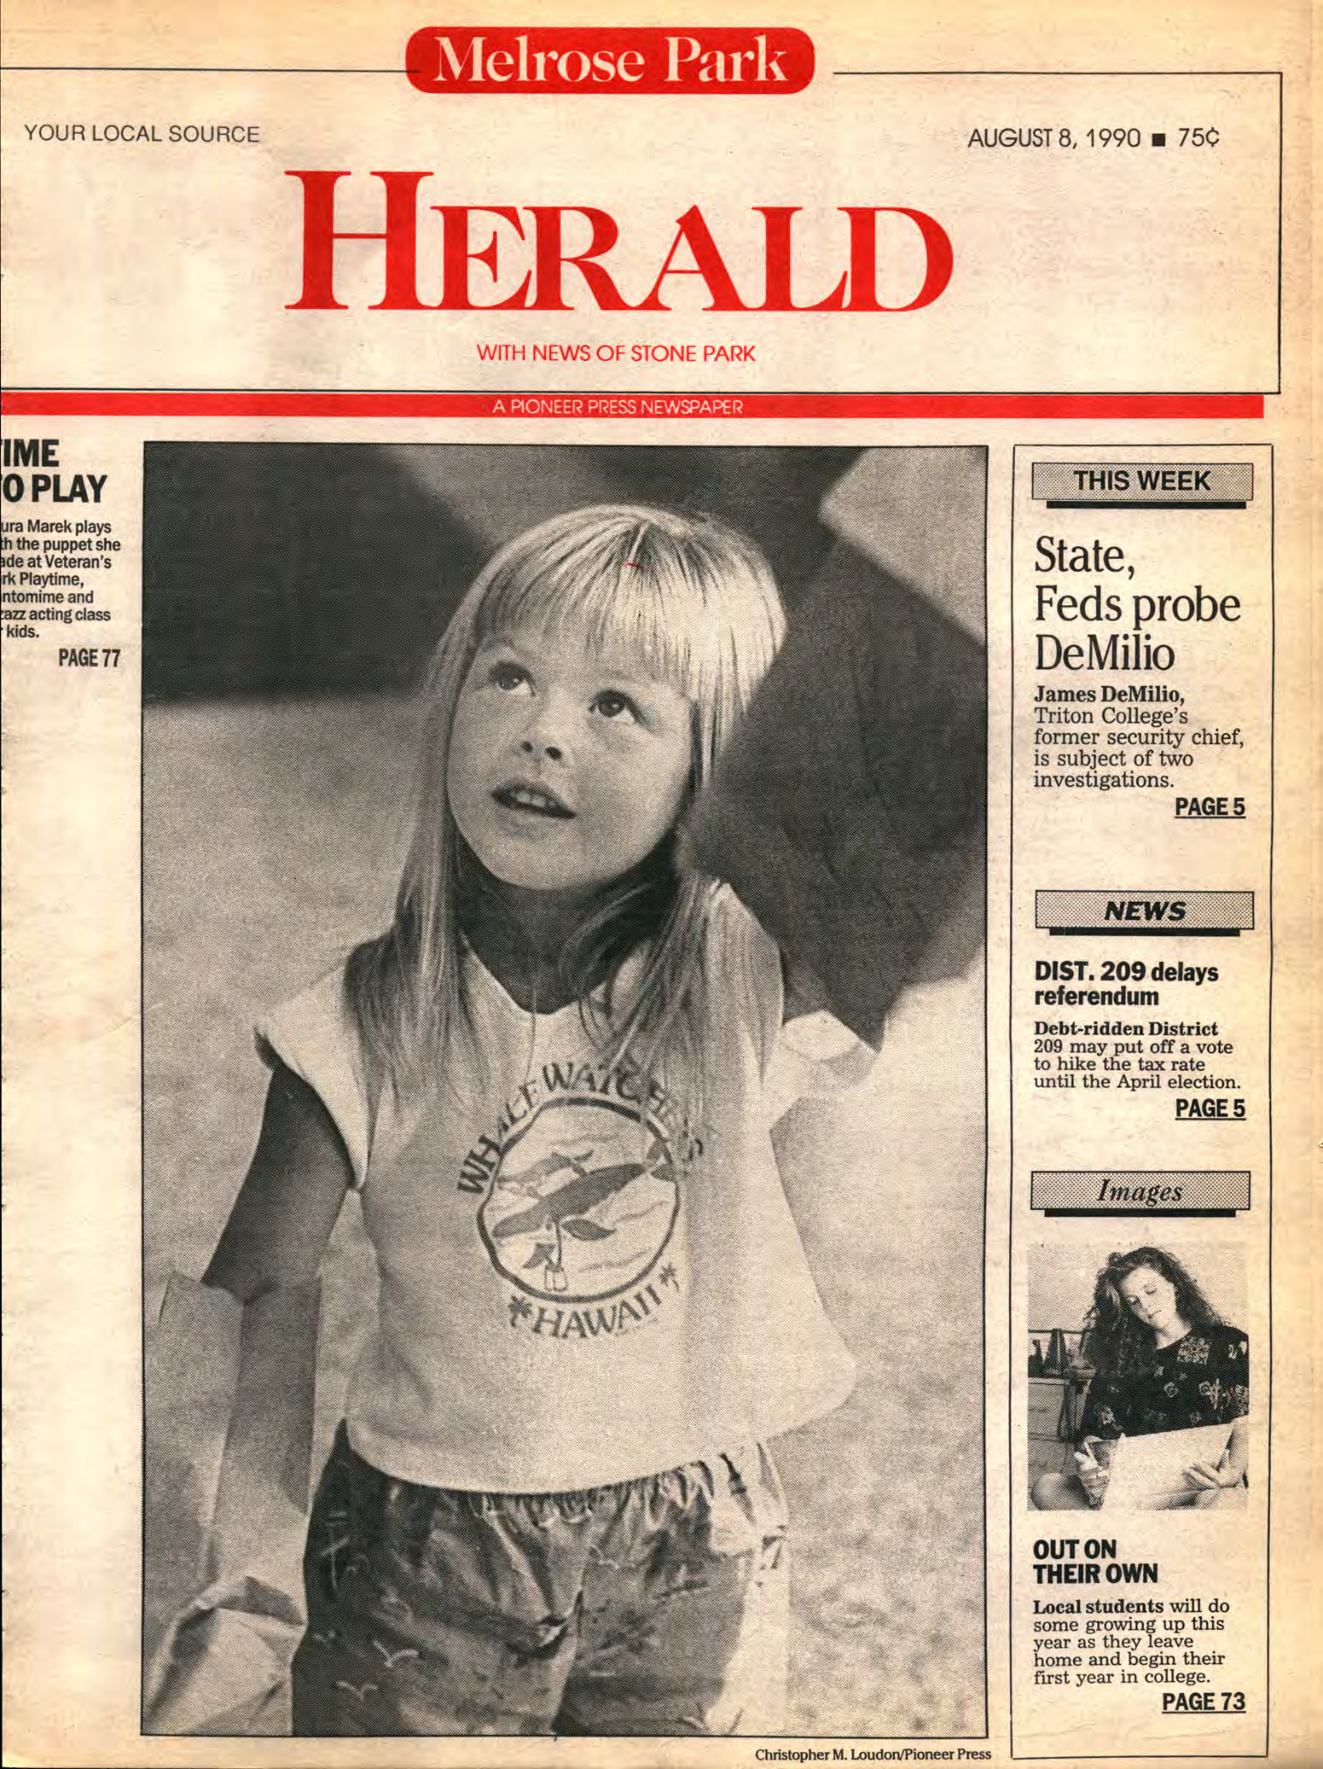 Melrose Park
YOUR LOCAL SOURCE
AUGUST 8, 1990 ■ 75¢
HERALD
WITH NEWS OF STONE PARK
A PIONEER PRESS NEWSPAPER
IME
O PLAY
ura Marek plays
th the puppet she
ade at Veteran's
rk Playtime,
ntomime and
zazz acting class
kids.
PAGE 77
WHALE WATCHERS
HAWAII
Christopher M. Loudon/Pioneer Press
THIS WEEK
State,
Feds probe
DeMilio
James DeMilio,
Triton College's
former security chief,
is subject of two
investigations.
PAGE 5
NEWS
DIST. 209 delays
referendum
Debt-ridden District
209 may put off a vote
to hike the tax rate
until the April election.
PAGE 5
Images
OUT ON
THEIR OWN
Local students will do
some growing up this
year as they leave
home and begin their
first year in college.
PAGE 73